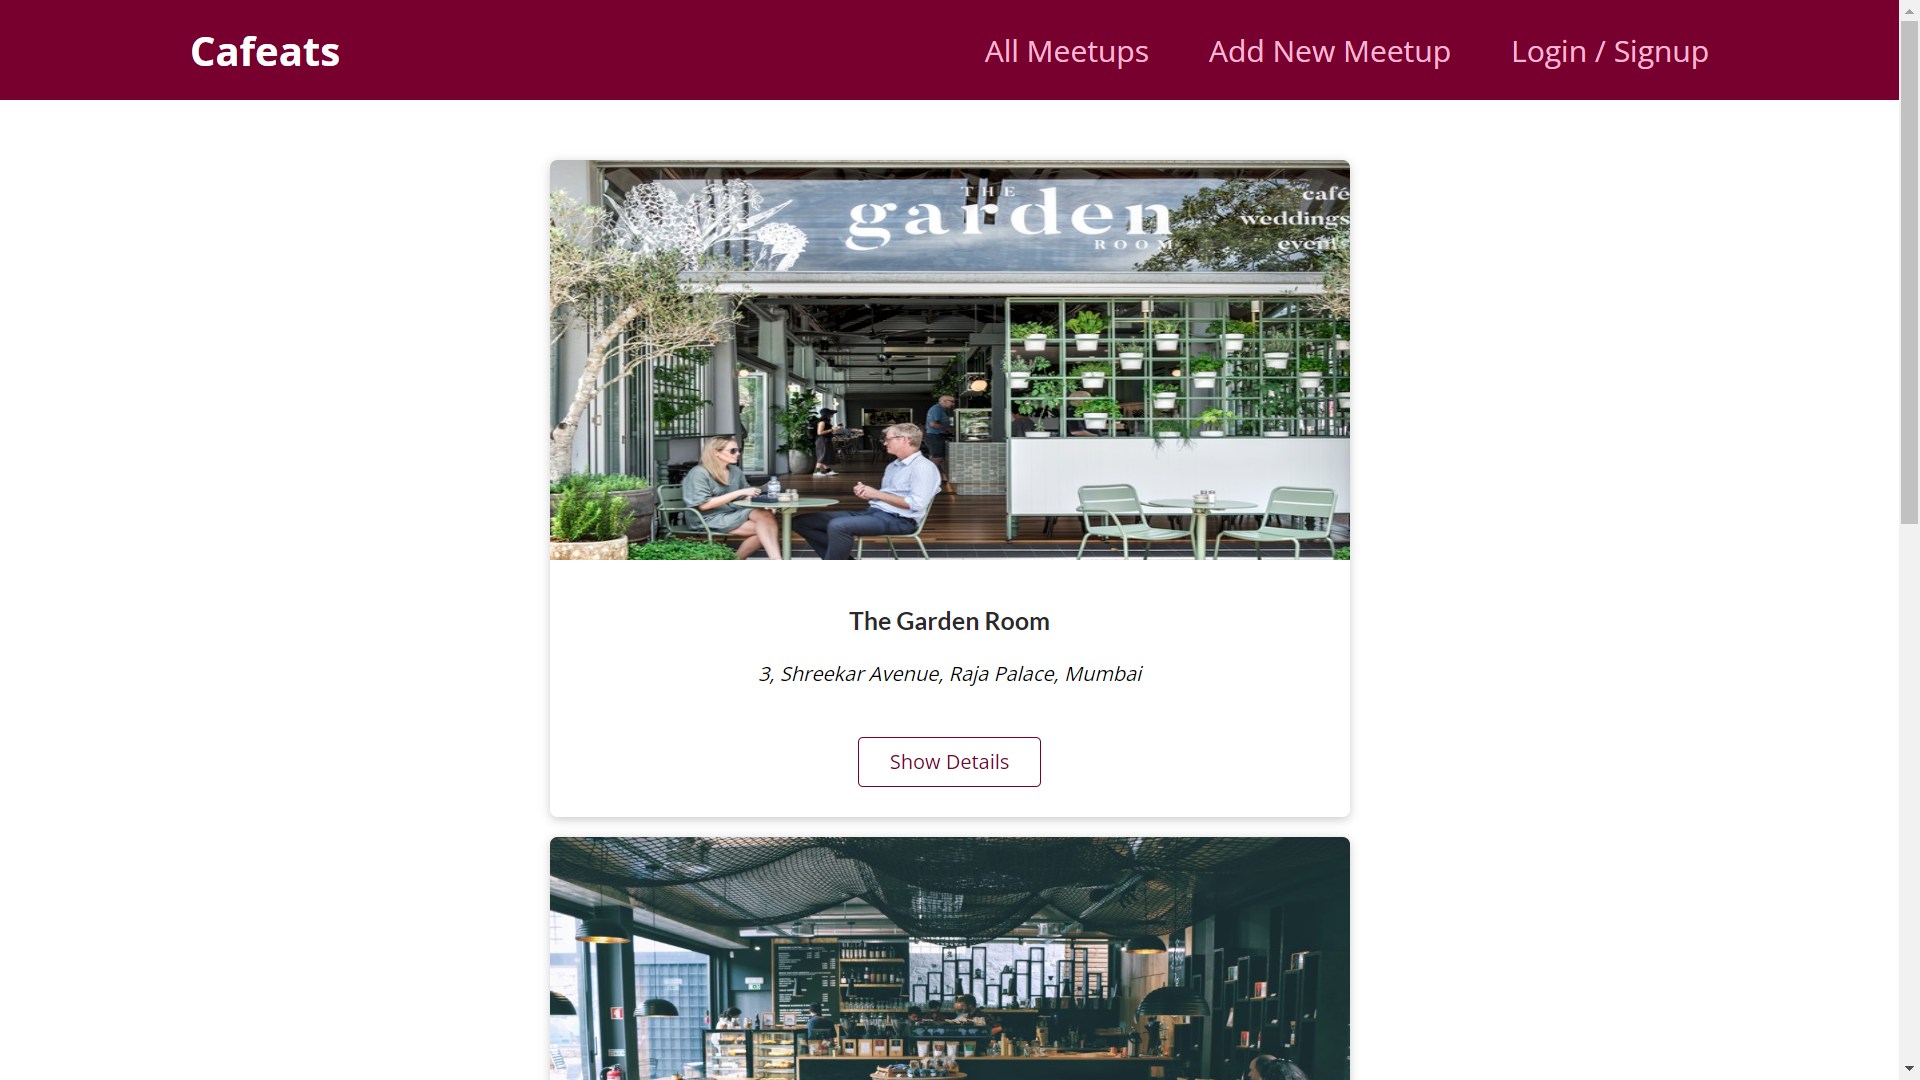 Cafeats
All Meetups
Add New Meetup
Login / Signup
THE
garden
ROOM
café
weddings
events
The Garden Room
3, Shreekar Avenue, Raja Palace, Mumbai
Show Details